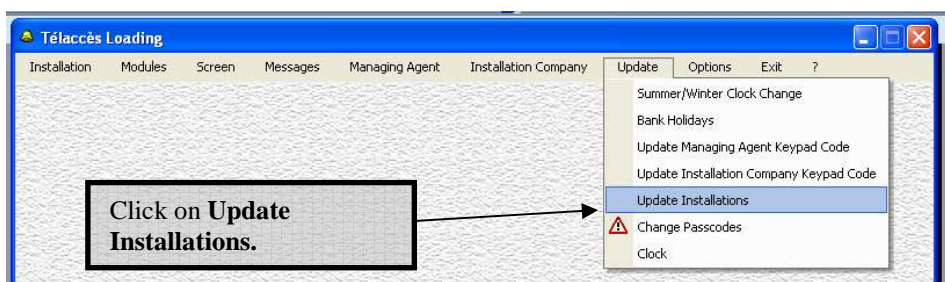 Télaccès Loading
Installation Modules Screen Messages Managing Agent Installation Company Update Options Exit ?
Summer/Winter Clock Change
Bank Holidays
Update Managing Agent Keypad Code
Update Installation Company Keypad Code
Update Installations
Change Passcodes
Clock
Click on Update
Installations.